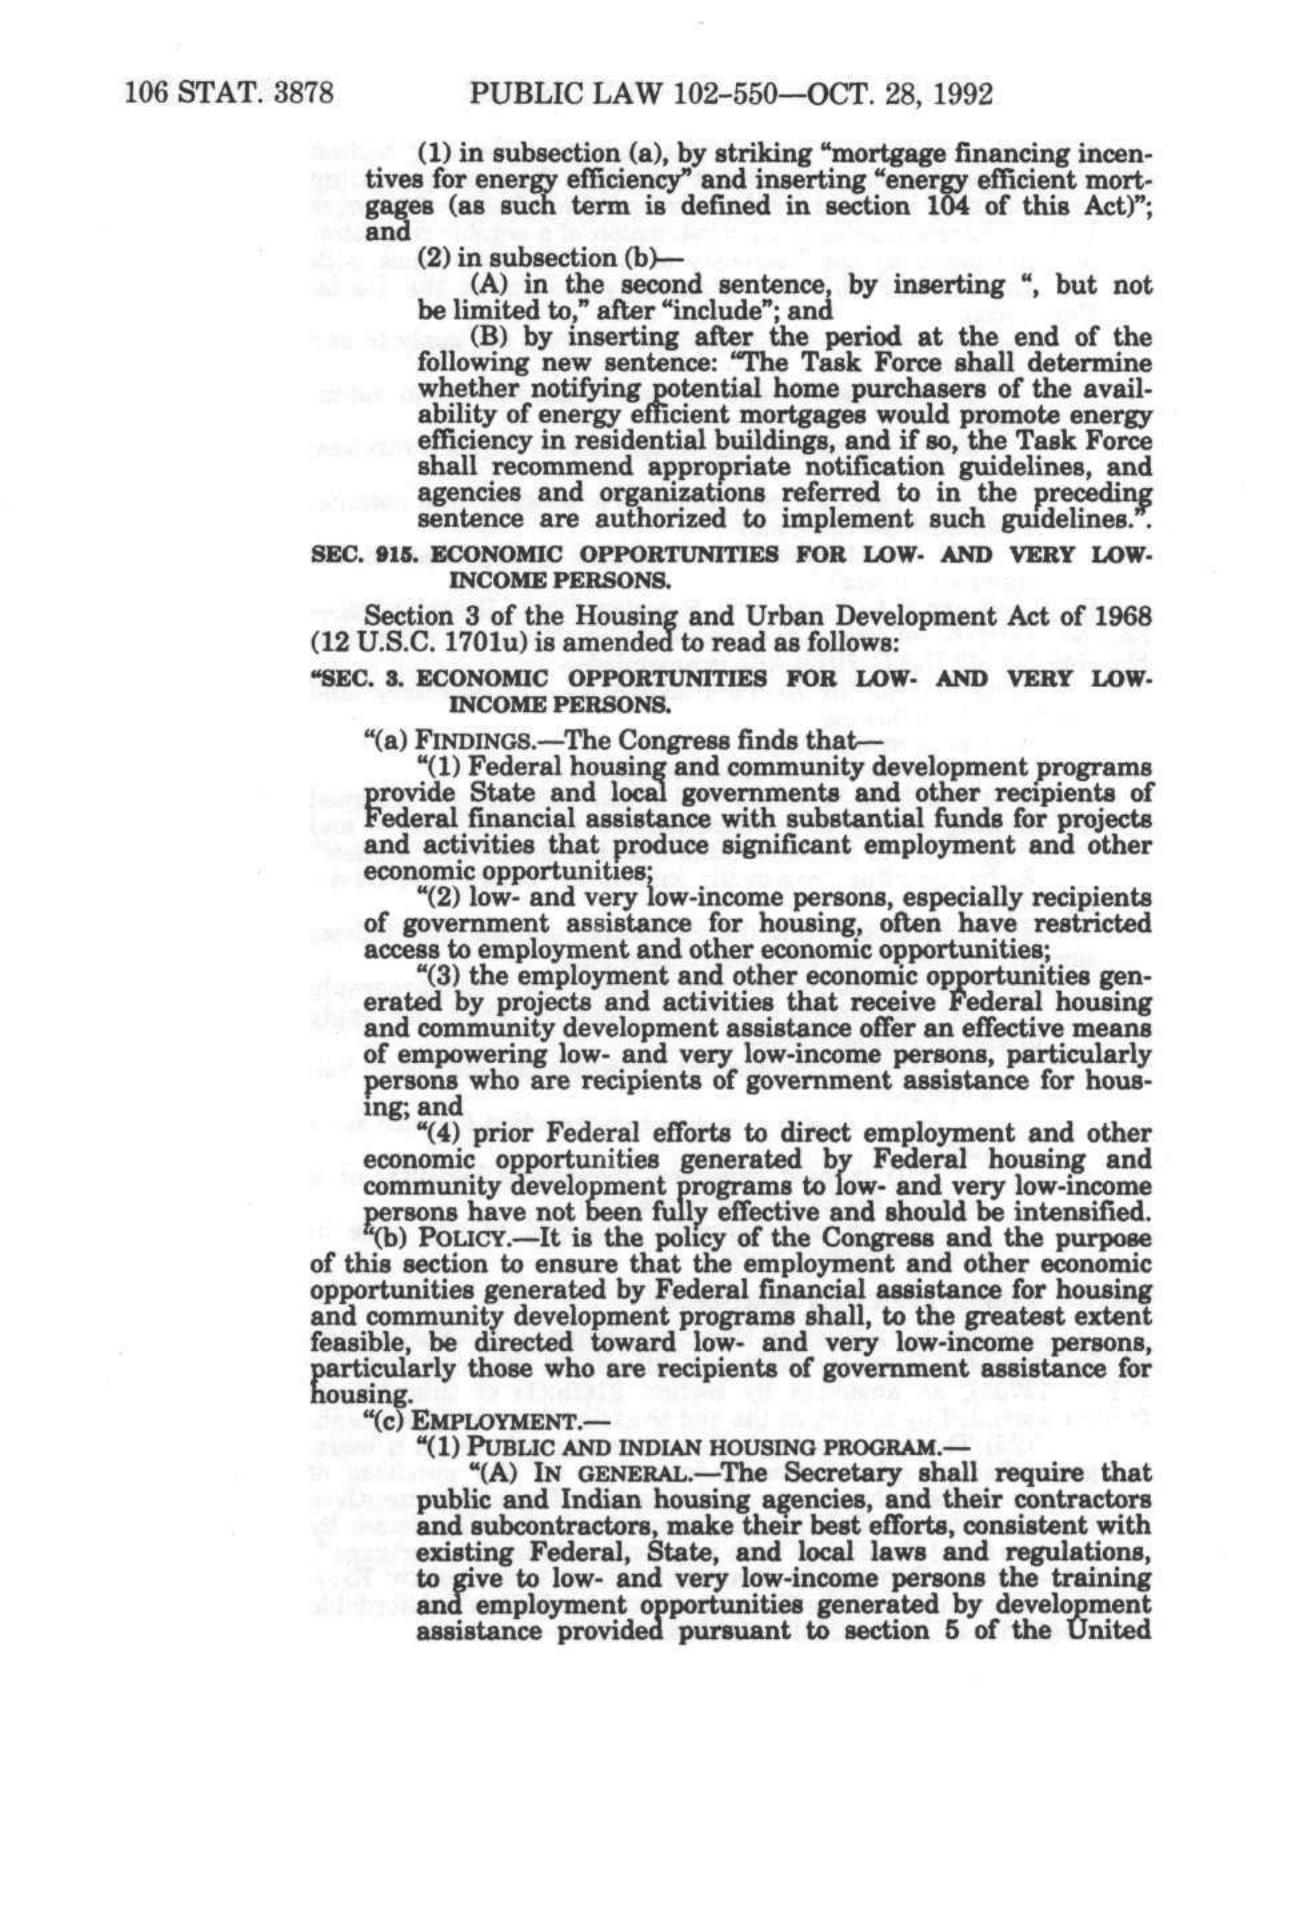 106 STAT. 3878 PUBLIC LAW 102–550—OCT. 28, 1992
(1) in subsection (a), by striking “mortgage financing incen-
tives for energy efficiency” and inserting “energy efficient mort-
gages (as such term is defined in section 104 of this Act)”;
and
(2) in subsection (b)—
(A) in the second sentence, by inserting “, but not
be limited to,” after “include”; and
(B) by inserting after the period at the end of the
following new sentence: “The Task Force shall determine
whether notifying potential home purchasers of the avail-
ability of energy efficient mortgages would promote energy
efficiency in residential buildings, and if so, the Task Force
shall recommend appropriate notification guidelines, and
agencies and organizations referred to in the preceding
sentence are authorized to implement such guidelines.”.
SEC. 915. ECONOMIC OPPORTUNITIES FOR LOW- AND VERY LOW-
INCOME PERSONS.
Section 3 of the Housing and Urban Development Act of 1968
(12 U.S.C. 1701u) is amended to read as follows:
“SEC. 3. ECONOMIC OPPORTUNITIES FOR LOW- AND VERY LOW-
INCOME PERSONS.
“(a) FINDINGS.—The Congress finds that—
“(1) Federal housing and community development programs
provide State and local governments and other recipients of
Federal financial assistance with substantial funds for projects
and activities that produce significant employment and other
economic opportunities;
“(2) low- and very low-income persons, especially recipients
of government assistance for housing, often have restricted
access to employment and other economic opportunities;
“(3) the employment and other economic opportunities gen-
erated by projects and activities that receive Federal housing
and community development assistance offer an effective means
of empowering low- and very low-income persons, particularly
persons who are recipients of government assistance for hous-
ing; and
“(4) prior Federal efforts to direct employment and other
economic opportunities generated by Federal housing and
community development programs to low- and very low-income
persons have not been fully effective and should be intensified.
“(b) POLICY.—It is the policy of the Congress and the purpose
of this section to ensure that the employment and other economic
opportunities generated by Federal financial assistance for housing
and community development programs shall, to the greatest extent
feasible, be directed toward low- and very low-income persons,
particularly those who are recipients of government assistance for
housing.
“(c) EMPLOYMENT.—
“(1) PUBLIC AND INDIAN HOUSING PROGRAM.—
“(A) IN GENERAL.—The Secretary shall require that
public and Indian housing agencies, and their contractors
and subcontractors, make their best efforts, consistent with
existing Federal, State, and local laws and regulations,
to give to low- and very low-income persons the training
and employment opportunities generated by development
assistance provided pursuant to section 5 of the United